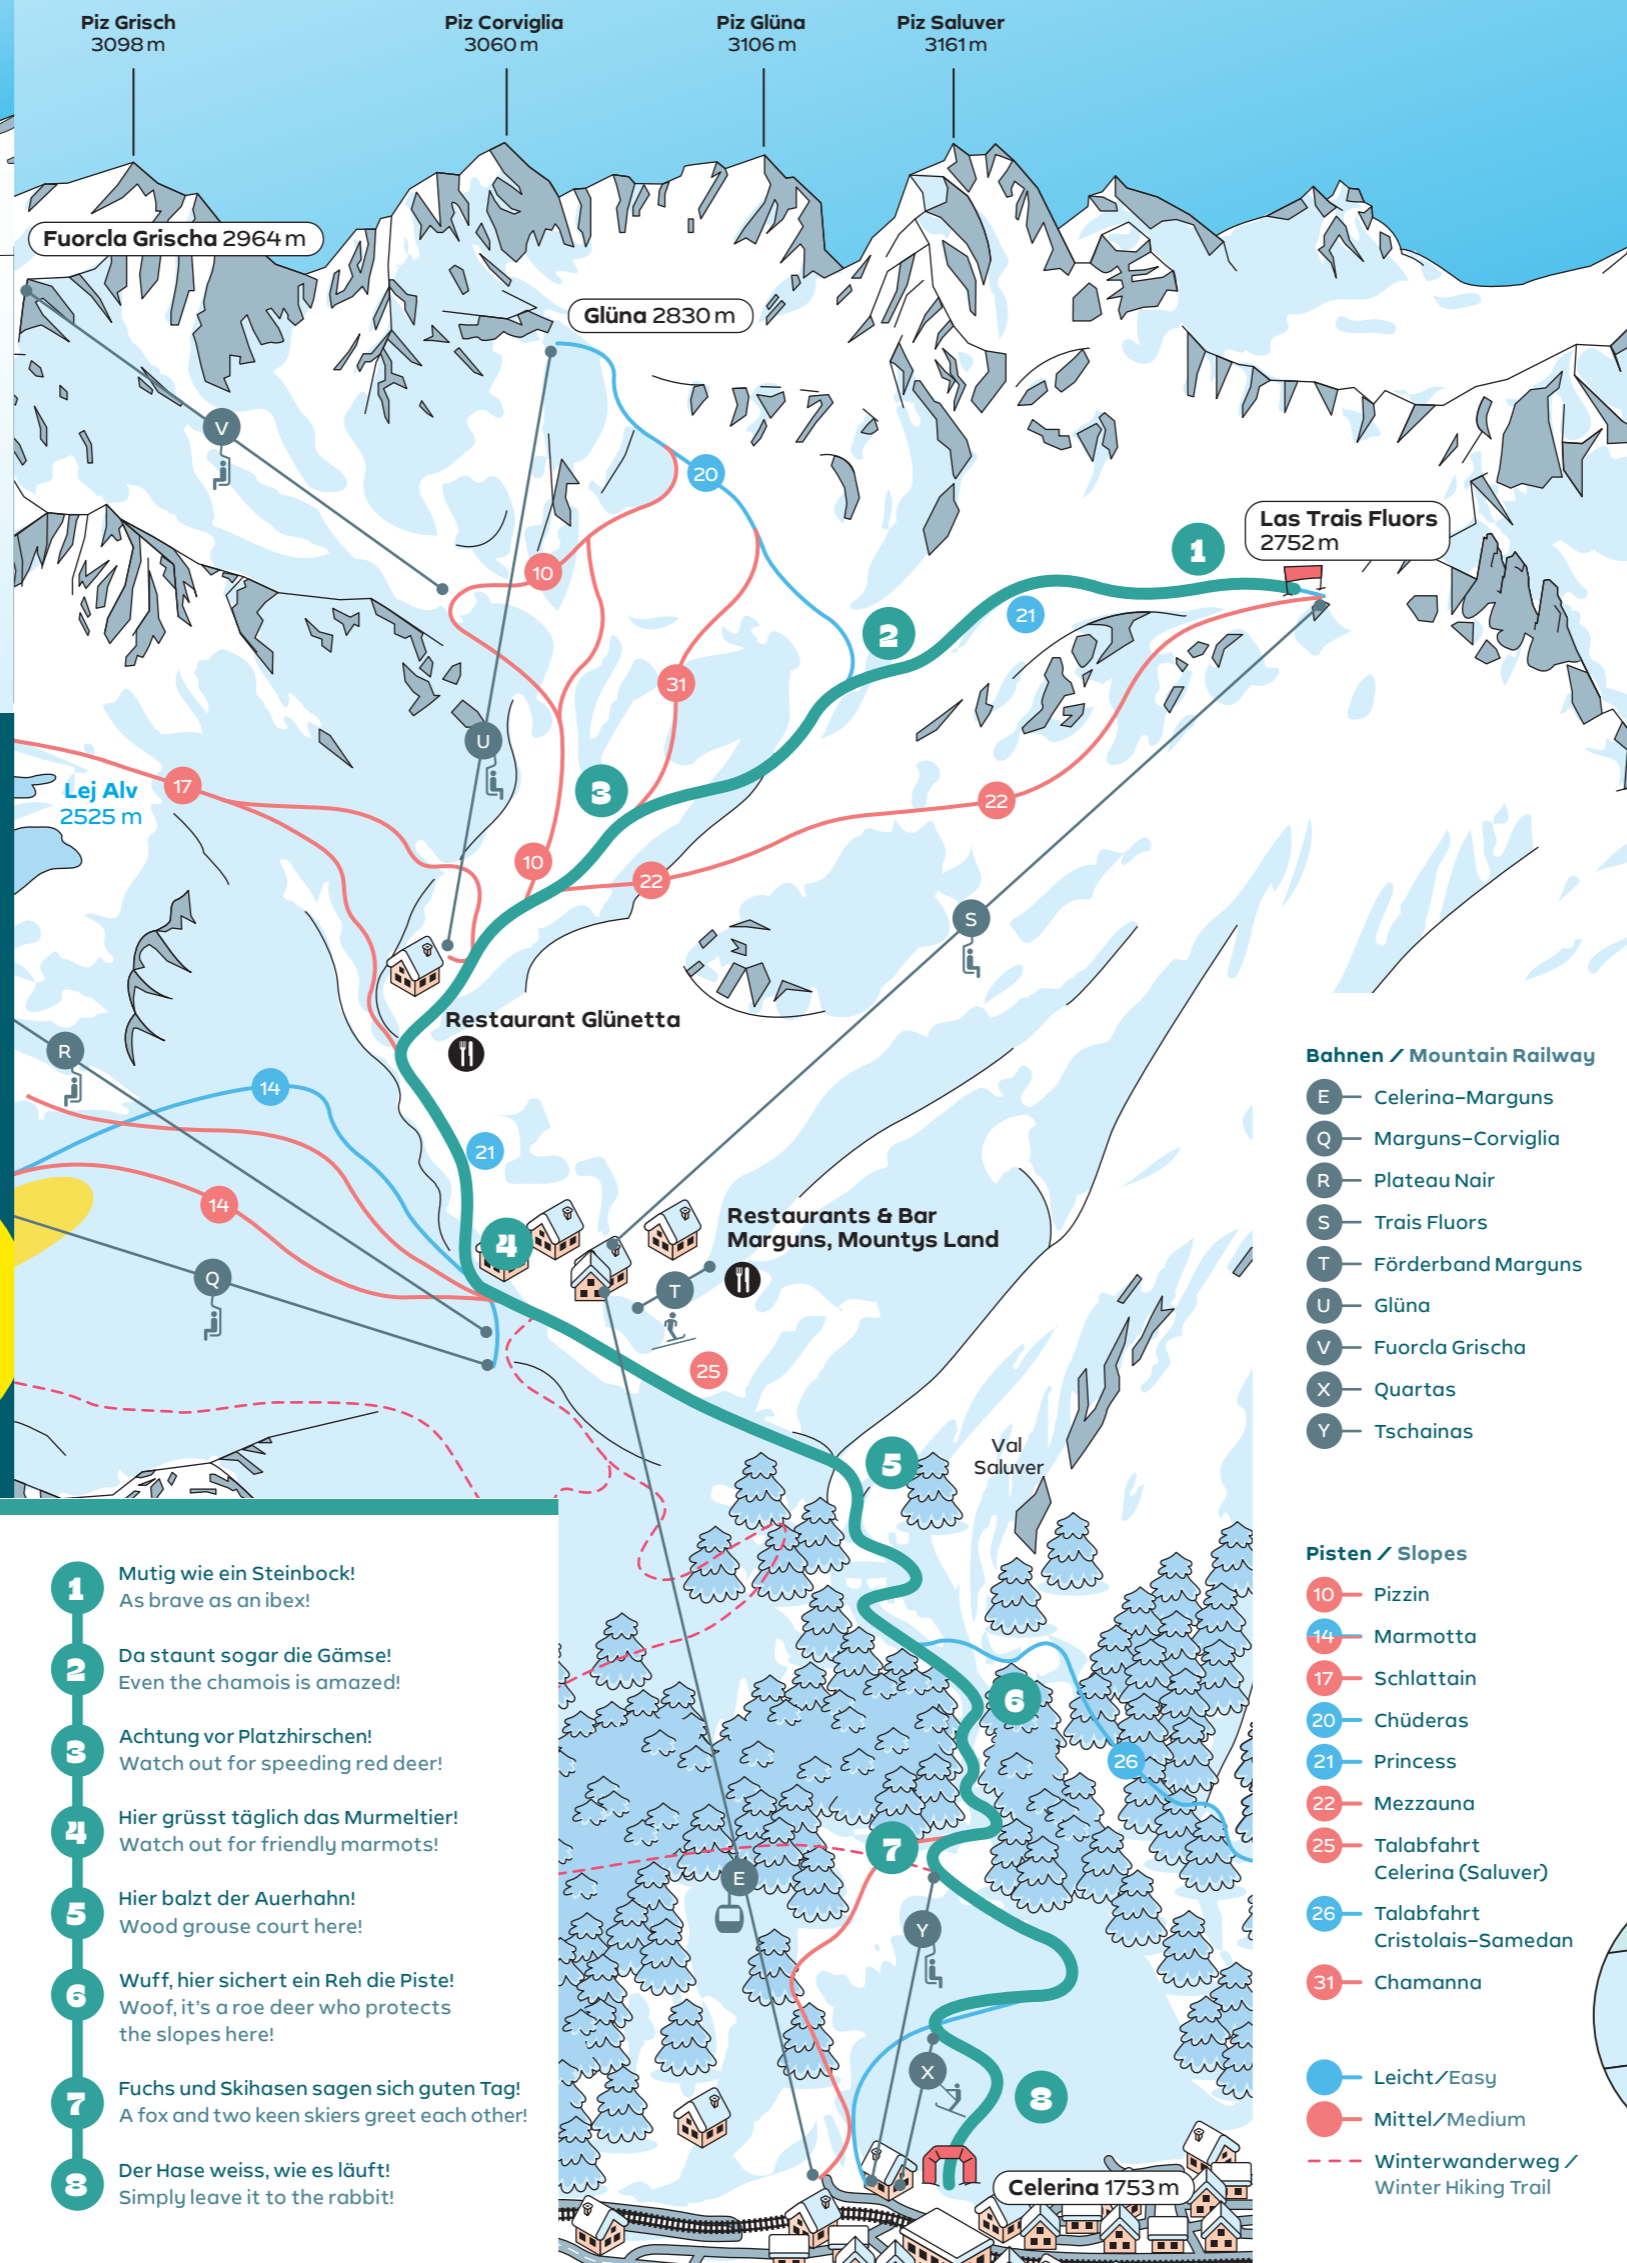 Piz Grisch
3098 m
Piz Corviglia
3060 m
Piz Glüna
3106 m
Piz Saluver
3161 m
Fuorcla Grischa 2964 m
Glüna 2830 m
V
20
Las Trais Fluors
2752 m
1
10
21
2
31
U
17
Lej Alv
2525 m
3
22
10
22
S
Restaurant Glünetta
R
14
21
14
4
Restaurants & Bar
Marguns, Mountys Land
Q
T
25
5
Val
Saluver
6
26
7
E
Y
X
8
Celerina 1753 m
Bahnen / Mountain Railway
E Celerina–Marguns
Q Marguns–Corviglia
R Plateau Nair
S Trais Fluors
T Förderband Marguns
U Glüna
V Fuorcla Grischa
X Quartas
Y Tschainas
Pisten / Slopes
10 Pizzin
14 Marmotta
17 Schlattain
20 Chüderas
21 Princess
22 Mezzauna
25 Talabfahrt
Celerina (Saluver)
26 Talabfahrt
Cristolais–Samedan
31 Chamanna
Leicht/Easy
Mittel/Medium
Winterwanderweg /
Winter Hiking Trail
1 Mutig wie ein Steinbock!
As brave as an ibex!
2 Da staunt sogar die Gämse!
Even the chamois is amazed!
3 Achtung vor Platzhirschen!
Watch out for speeding red deer!
4 Hier grüsst täglich das Murmeltier!
Watch out for friendly marmots!
5 Hier balzt der Auerhahn!
Wood grouse court here!
6 Wuff, hier sichert ein Reh die Piste!
Woof, it's a roe deer who protects
the slopes here!
7 Fuchs und Skihasen sagen sich guten Tag!
A fox and two keen skiers greet each other!
8 Der Hase weiss, wie es läuft!
Simply leave it to the rabbit!